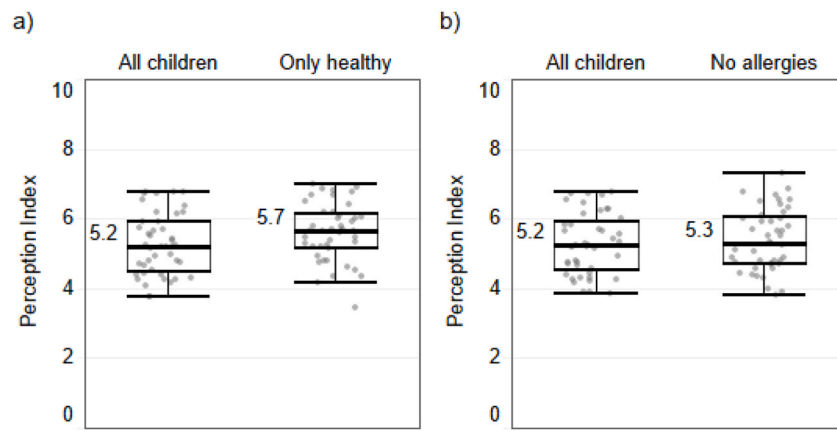 a)
All children Only healthy
Perception Index
10
8
6
4
2
0
5.2
5.7
b)
All children No allergies
Perception Index
10
8
6
4
2
0
5.2
5.3